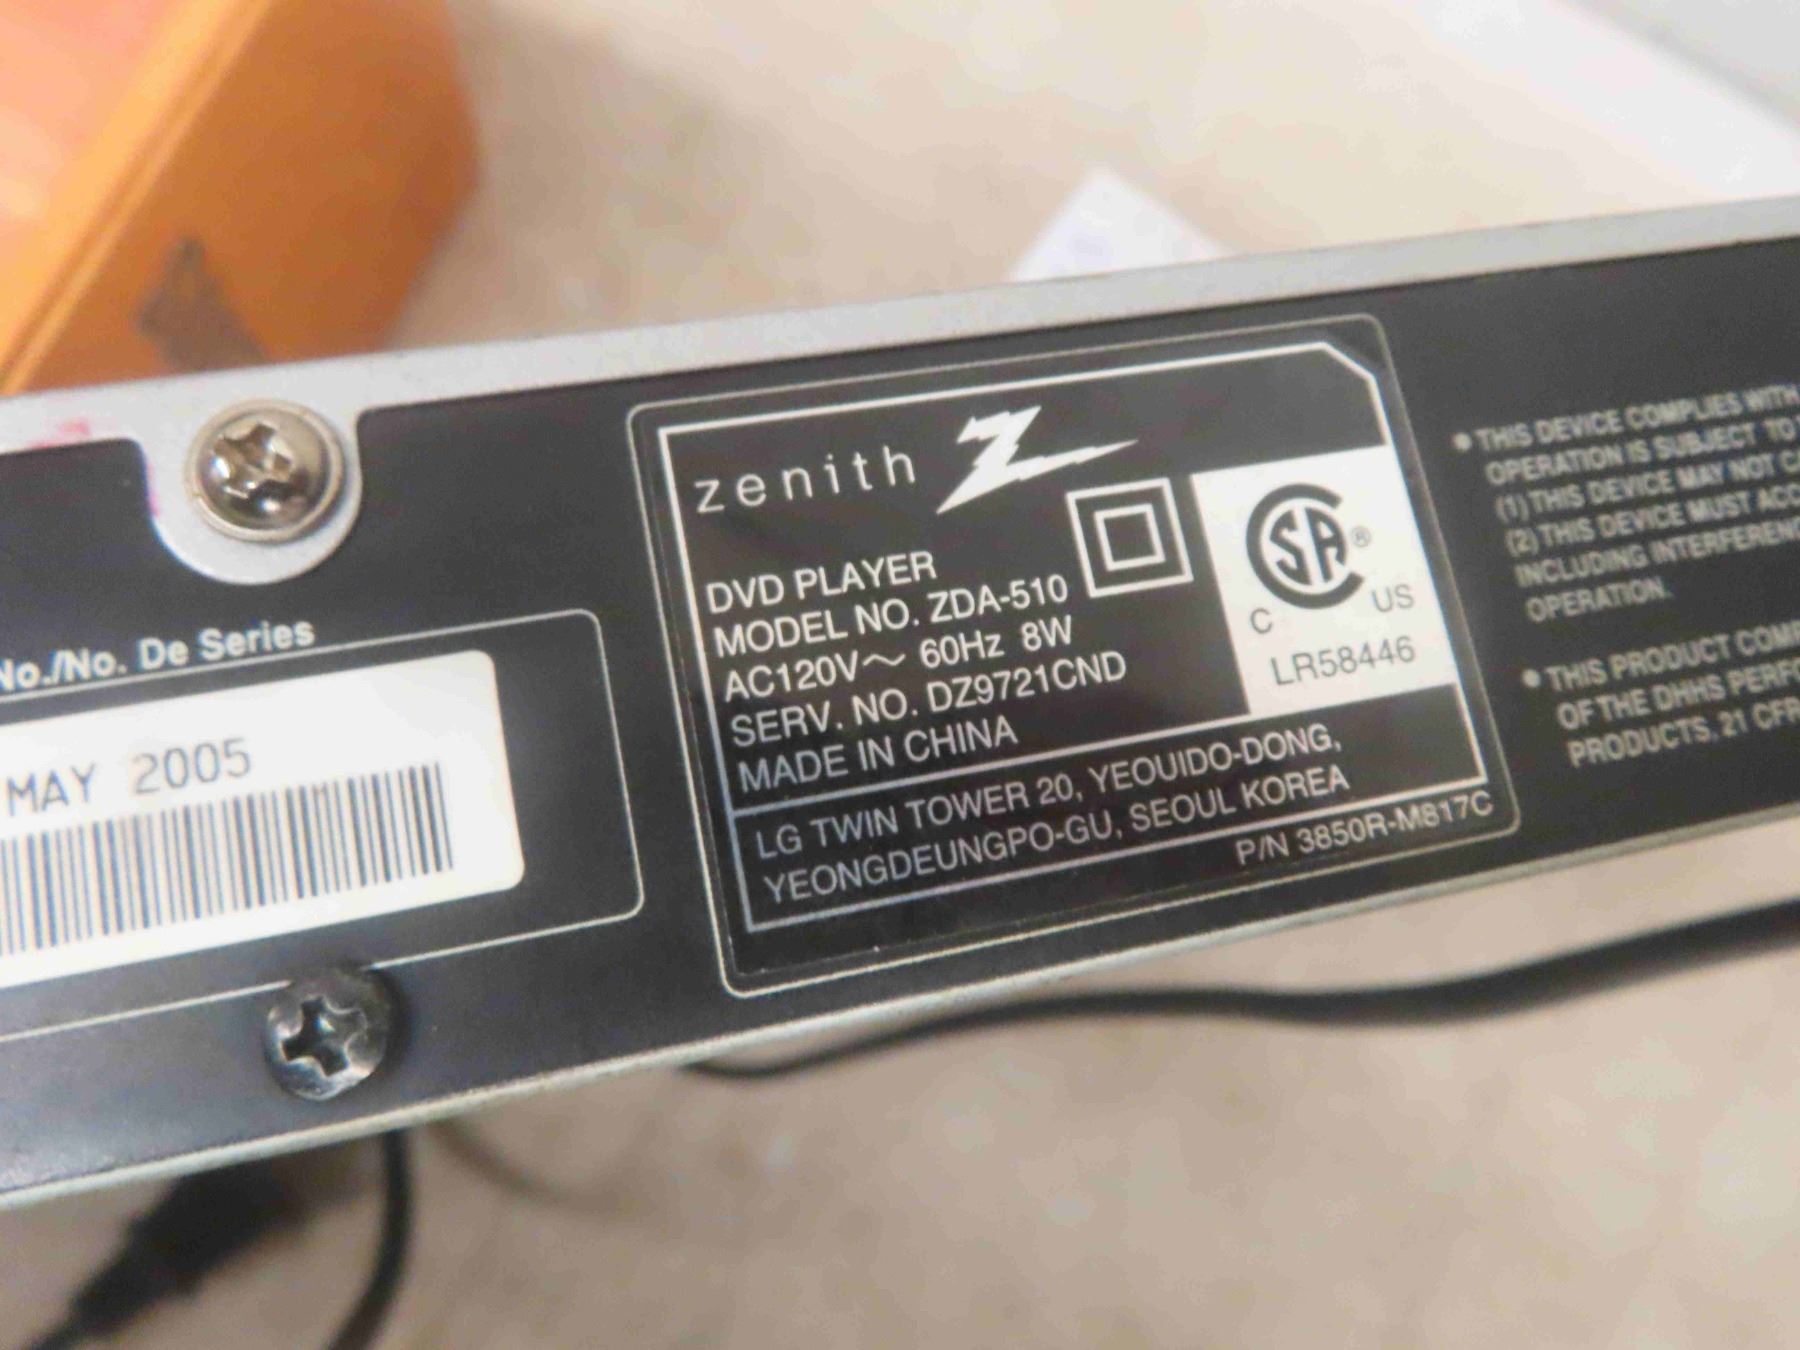 No./No. De Series
MAY 2005
zenith
DVD PLAYER
MODEL NO. ZDA-510
AC120V~ 60Hz 8W
SERV. NO. DZ9721CND
MADE IN CHINA
CSA®
C US
LR58446
LG TWIN TOWER 20, YEOUIDO-DONG,
YEONGDEUNGPO-GU, SEOUL KOREA
P/N 3850R-M817C
• THIS DEVICE COMPLIES WITH
OPERATION IS SUBJECT TO
(1) THIS DEVICE MAY NOT
(2) THIS DEVICE MUST
INCLUDING
OPERATION.
• THIS PRODUCT
OF THE DHHS
PRODUCTS, 21 CFR